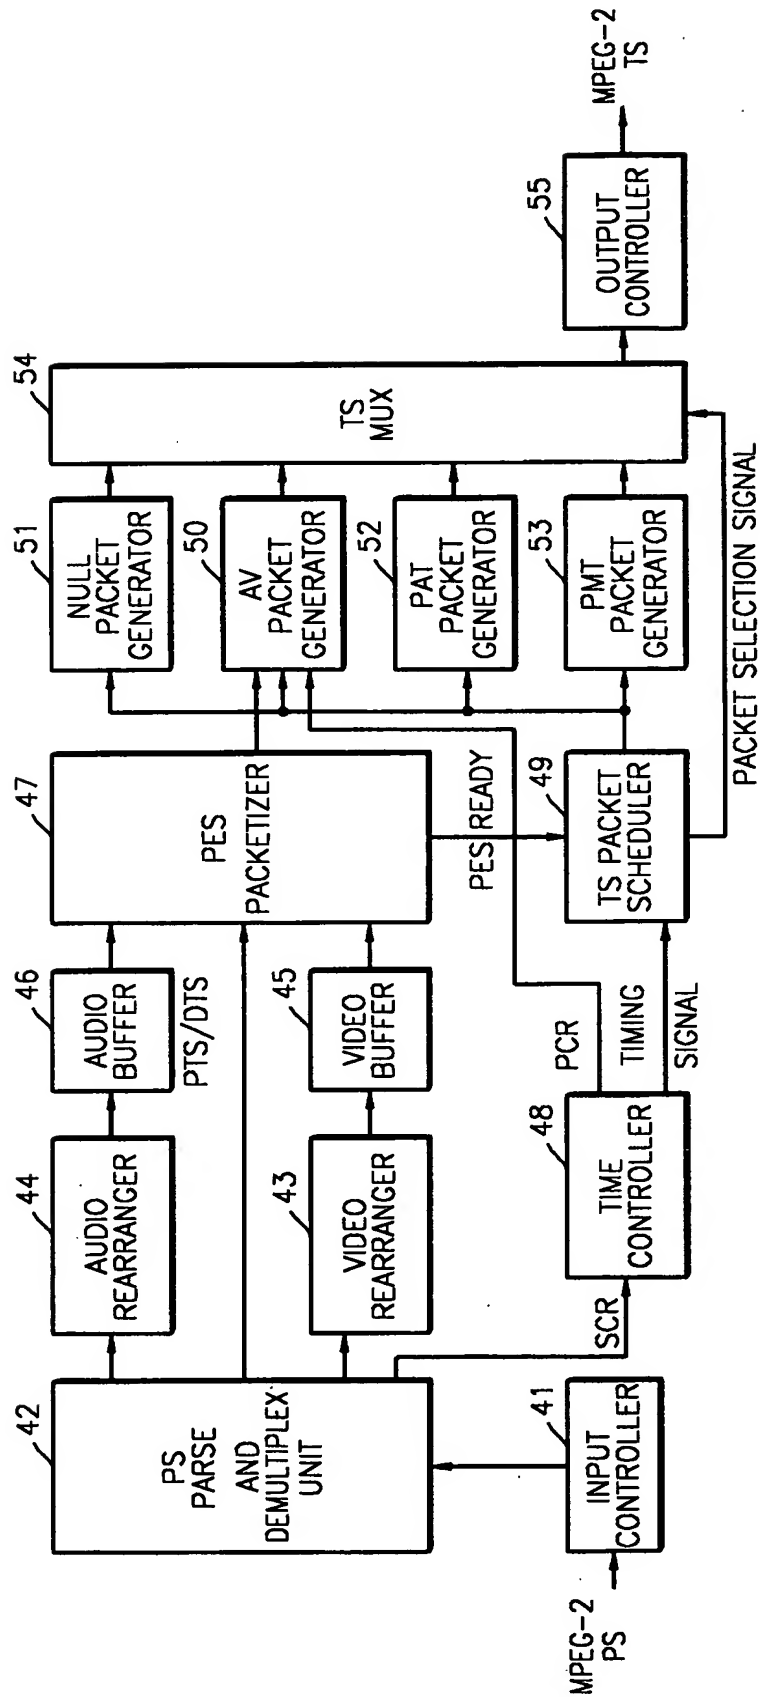 MPEG-2
PS
41
INPUT
CONTROLLER
42
PS
PARSE
AND
DEMULTIPLEX
UNIT
SCR
44
AUDIO
REARRANGER
43
VIDEO
REARRANGER
46
AUDIO
BUFFER
PTS/DTS
45
VIDEO
BUFFER
48
TIME
CONTROLLER
PCR
TIMING
SIGNAL
47
PES
PACKETIZER
PES READY
49
TS PACKET
SCHEDULER
PACKET SELECTION SIGNAL
51
NULL
PACKET
GENERATOR
50
AV
PACKET
GENERATOR
52
PAT
PACKET
GENERATOR
53
PMT
PACKET
GENERATOR
54
TS
MUX
55
OUTPUT
CONTROLLER
MPEG-2
TS